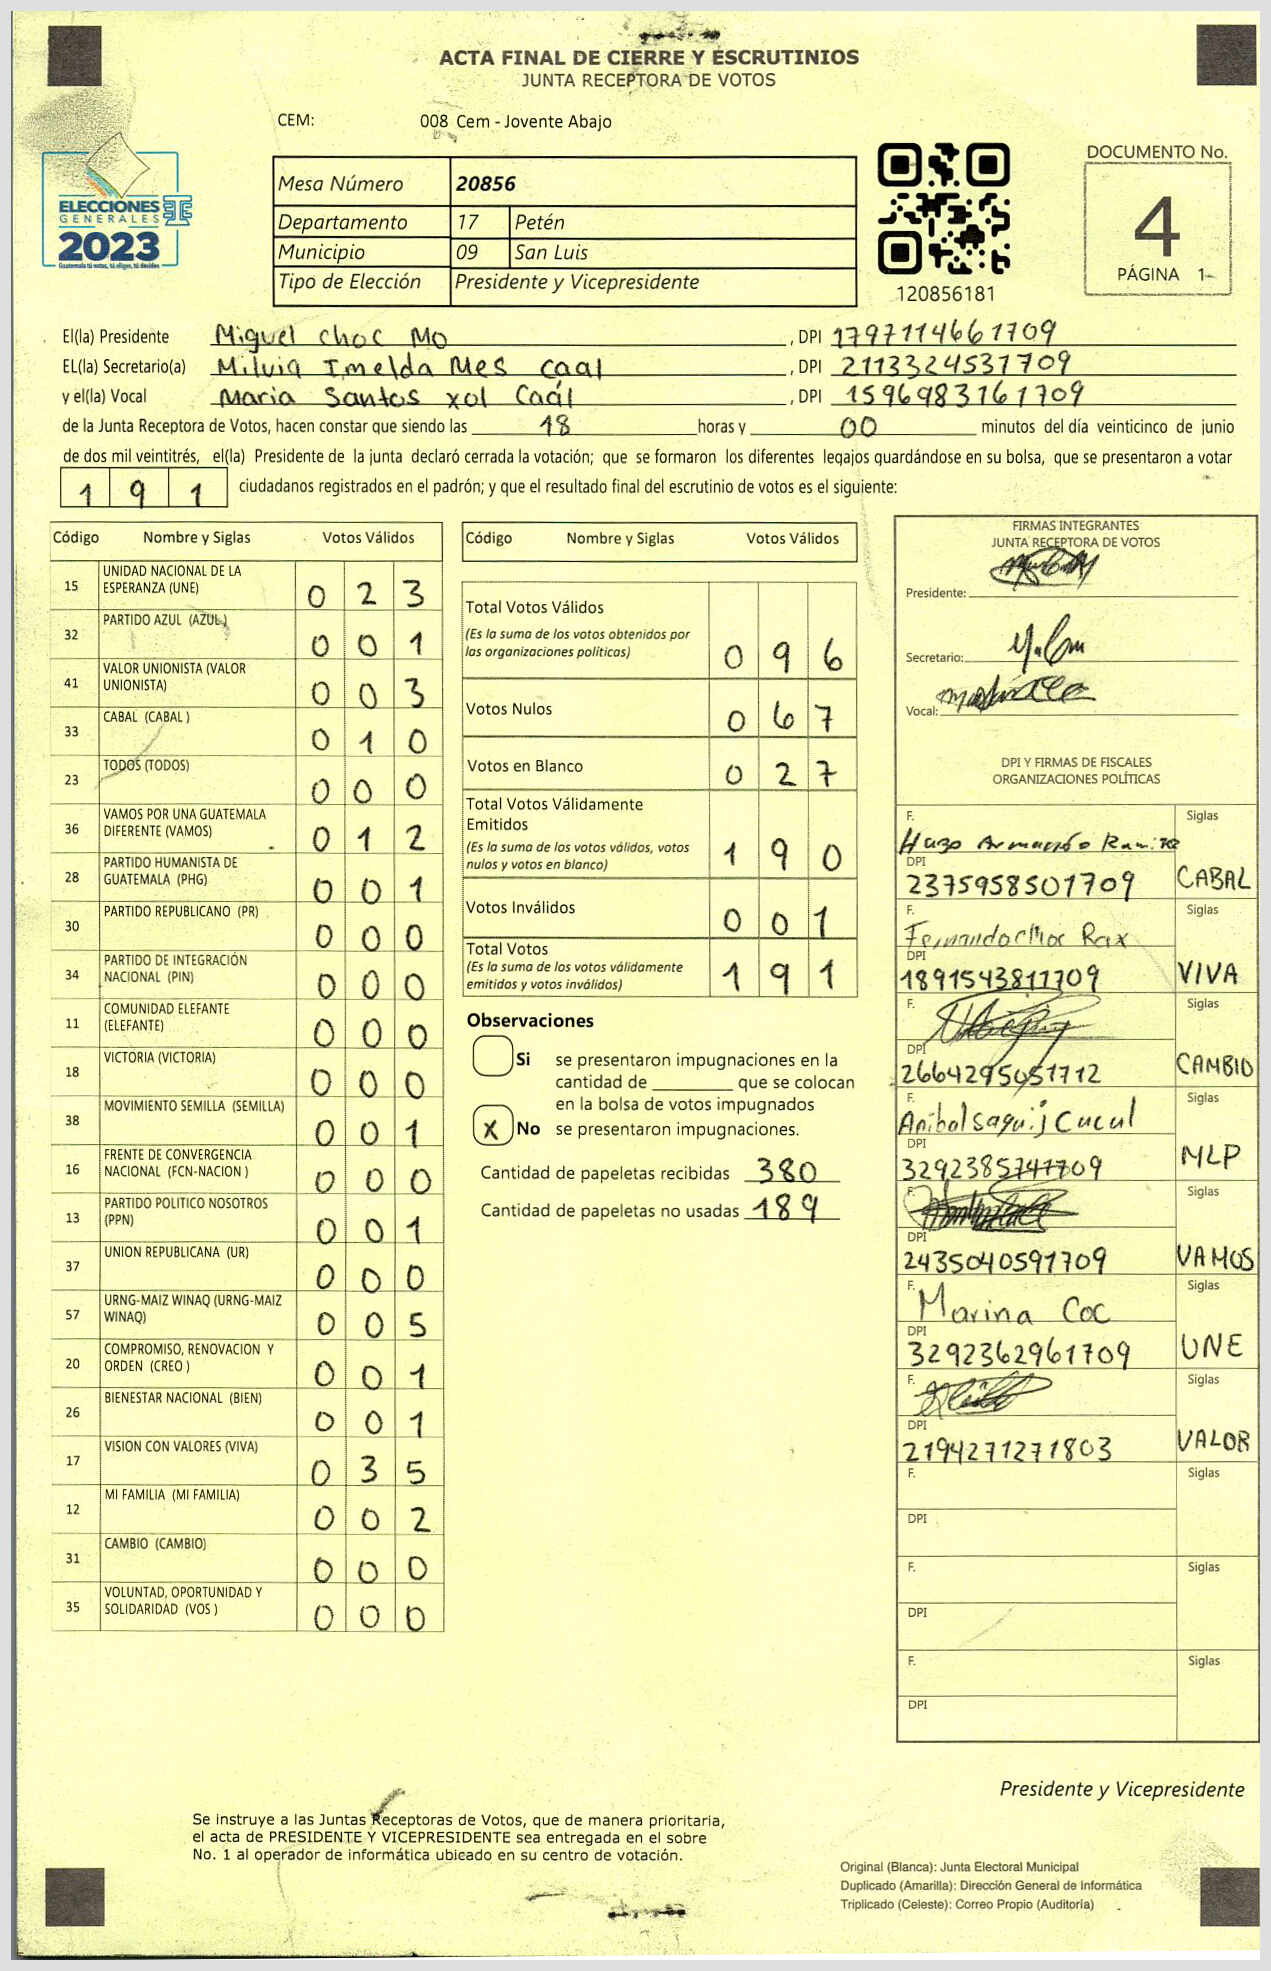 ACTA FINAL DE CIERRE Y ESCRUTINIOS
JUNTA RECEPTORA DE VOTOS
CEM: 008 Cem - Jovente Abajo
ELECCIONES
GENERALES
2023
Guatemala tú votas, tú eliges, tú decides
Mesa Número 20856
Departamento 17 Petén
Municipio 09 San Luis
Tipo de Elección Presidente y Vicepresidente
120856181
DOCUMENTO No.
4
PÁGINA 1
El(la) Presidente Miguel Choc Mo , DPI 1797114661709
EL(la) Secretario(a) Milvia Imelda Mes Caal , DPI 2113324531709
y el(la) Vocal Maria Santos xol Caál , DPI 1596983161709
de la Junta Receptora de Votos, hacen constar que siendo las 18 horas y 00 minutos del día veinticinco de junio
de dos mil veintitrés, el(la) Presidente de la junta declaró cerrada la votación; que se formaron los diferentes legajos guardándose en su bolsa, que se presentaron a votar
191 ciudadanos registrados en el padrón; y que el resultado final del escrutinio de votos es el siguiente:
Código Nombre y Siglas Votos Válidos
15 UNIDAD NACIONAL DE LA ESPERANZA (UNE) 0 2 3
32 PARTIDO AZUL (AZUL) 0 0 1
41 VALOR UNIONISTA (VALOR UNIONISTA) 0 0 3
33 CABAL (CABAL ) 0 1 0
23 TODOS (TODOS) 0 0 0
36 VAMOS POR UNA GUATEMALA DIFERENTE (VAMOS) 0 1 2
28 PARTIDO HUMANISTA DE GUATEMALA (PHG) 0 0 1
30 PARTIDO REPUBLICANO (PR) 0 0 0
34 PARTIDO DE INTEGRACIÓN NACIONAL (PIN) 0 0 0
11 COMUNIDAD ELEFANTE (ELEFANTE) 0 0 0
18 VICTORIA (VICTORIA) 0 0 0
38 MOVIMIENTO SEMILLA (SEMILLA) 0 0 1
16 FRENTE DE CONVERGENCIA NACIONAL (FCN-NACION ) 0 0 0
13 PARTIDO POLITICO NOSOTROS (PPN) 0 0 1
37 UNION REPUBLICANA (UR) 0 0 0
57 URNG-MAIZ WINAQ (URNG-MAIZ WINAQ) 0 0 5
20 COMPROMISO, RENOVACION Y ORDEN (CREO ) 0 0 1
26 BIENESTAR NACIONAL (BIEN) 0 0 1
17 VISION CON VALORES (VIVA) 0 3 5
12 MI FAMILIA (MI FAMILIA) 0 0 2
31 CAMBIO (CAMBIO) 0 0 0
35 VOLUNTAD, OPORTUNIDAD Y SOLIDARIDAD (VOS ) 0 0 0
Código Nombre y Siglas Votos Válidos
Total Votos Válidos
(Es la suma de los votos obtenidos por
las organizaciones políticas) 0 9 6
Votos Nulos 0 6 7
Votos en Blanco 0 2 7
Total Votos Válidamente
Emitidos
(Es la suma de los votos válidos, votos
nulos y votos en blanco) 1 9 0
Votos Inválidos 0 0 1
Total Votos
(Es la suma de los votos válidamente
emitidos y votos inválidos) 1 9 1
Observaciones
Si se presentaron impugnaciones en la
cantidad de ________ que se colocan
en la bolsa de votos impugnados
X No se presentaron impugnaciones.
Cantidad de papeletas recibidas 380
Cantidad de papeletas no usadas 189
FIRMAS INTEGRANTES
JUNTA RECEPTORA DE VOTOS
Presidente:
Secretario:
Vocal:
DPI Y FIRMAS DE FISCALES
ORGANIZACIONES POLÍTICAS
F. Hugo Armando Ramirez Siglas
DPI 2375958501709 CABAL
F. Fernando Choc Rax Siglas
DPI 1891543811709 VIVA
F. Siglas
DPI 2664295051712 CAMBIO
F. Anibal Saquij Cucul Siglas
DPI 3292385741709 MLP
F. Siglas
DPI 2435040591709 VAMOS
F. Marina Coc Siglas
DPI 3292362961709 UNE
F. Siglas
DPI 2194271271803 VALOR
F. Siglas
DPI
F. Siglas
DPI
F. Siglas
DPI
Presidente y Vicepresidente
Se instruye a las Juntas Receptoras de Votos, que de manera prioritaria,
el acta de PRESIDENTE Y VICEPRESIDENTE sea entregada en el sobre
No. 1 al operador de informática ubicado en su centro de votación.
Original (Blanca): Junta Electoral Municipal
Duplicado (Amarilla): Dirección General de Informática
Triplicado (Celeste): Correo Propio (Auditoría)